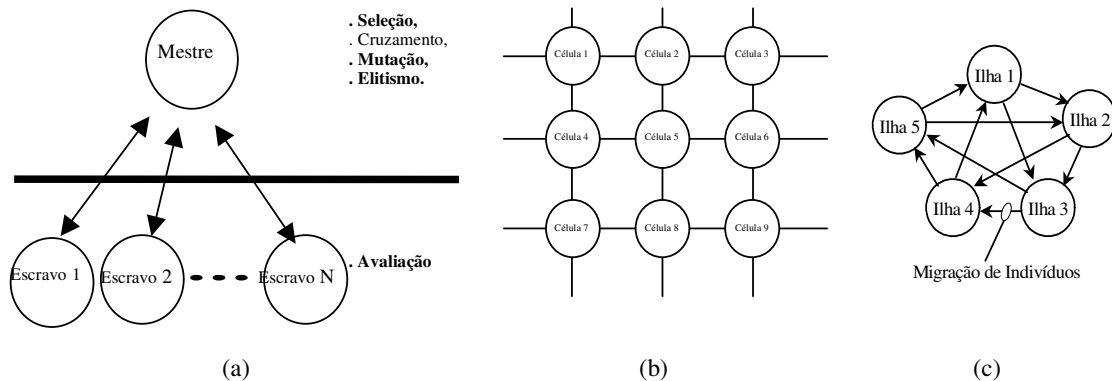 Mestre
. Seleção,
. Cruzamento,
. Mutação,
. Elitismo.
Escravo 1
Escravo 2
Escravo N
. Avaliação
(a)
Célula 1
Célula 2
Célula 3
Célula 4
Célula 5
Célula 6
Célula 7
Célula 8
Célula 9
(b)
Ilha 1
Ilha 2
Ilha 5
Ilha 4
Ilha 3
Migração de Indivíduos
(c)